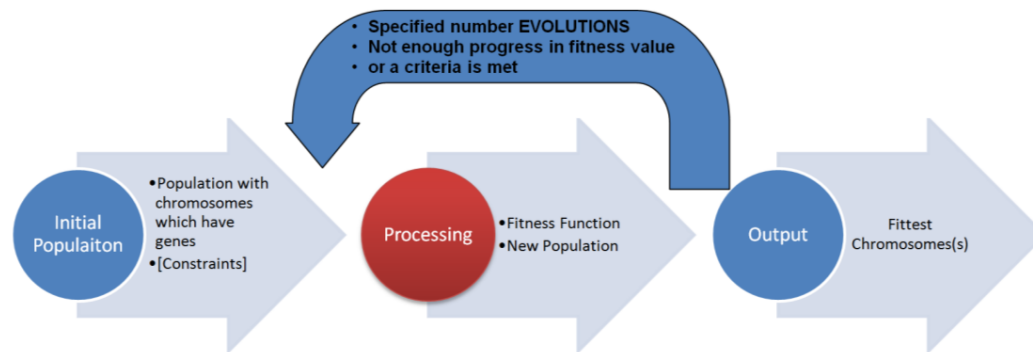 • Specified number EVOLUTIONS
• Not enough progress in fitness value
• or a criteria is met
Initial
Populaiton
•Population with
chromosomes
which have
genes
•[Constraints]
Processing
•Fitness Function
•New Population
Output
Fittest
Chromosomes(s)